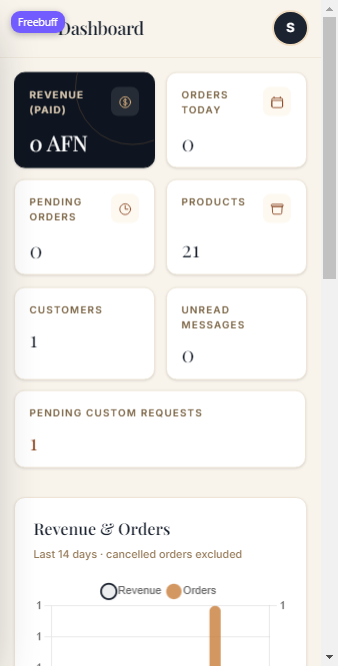 Freebuff
Dashboard
S
REVENUE
(PAID)
0 AFN
ORDERS
TODAY
0
PENDING
ORDERS
0
PRODUCTS
21
CUSTOMERS
1
UNREAD
MESSAGES
0
PENDING CUSTOM REQUESTS
1
Revenue & Orders
Last 14 days · cancelled orders excluded
Revenue Orders
1 1
1